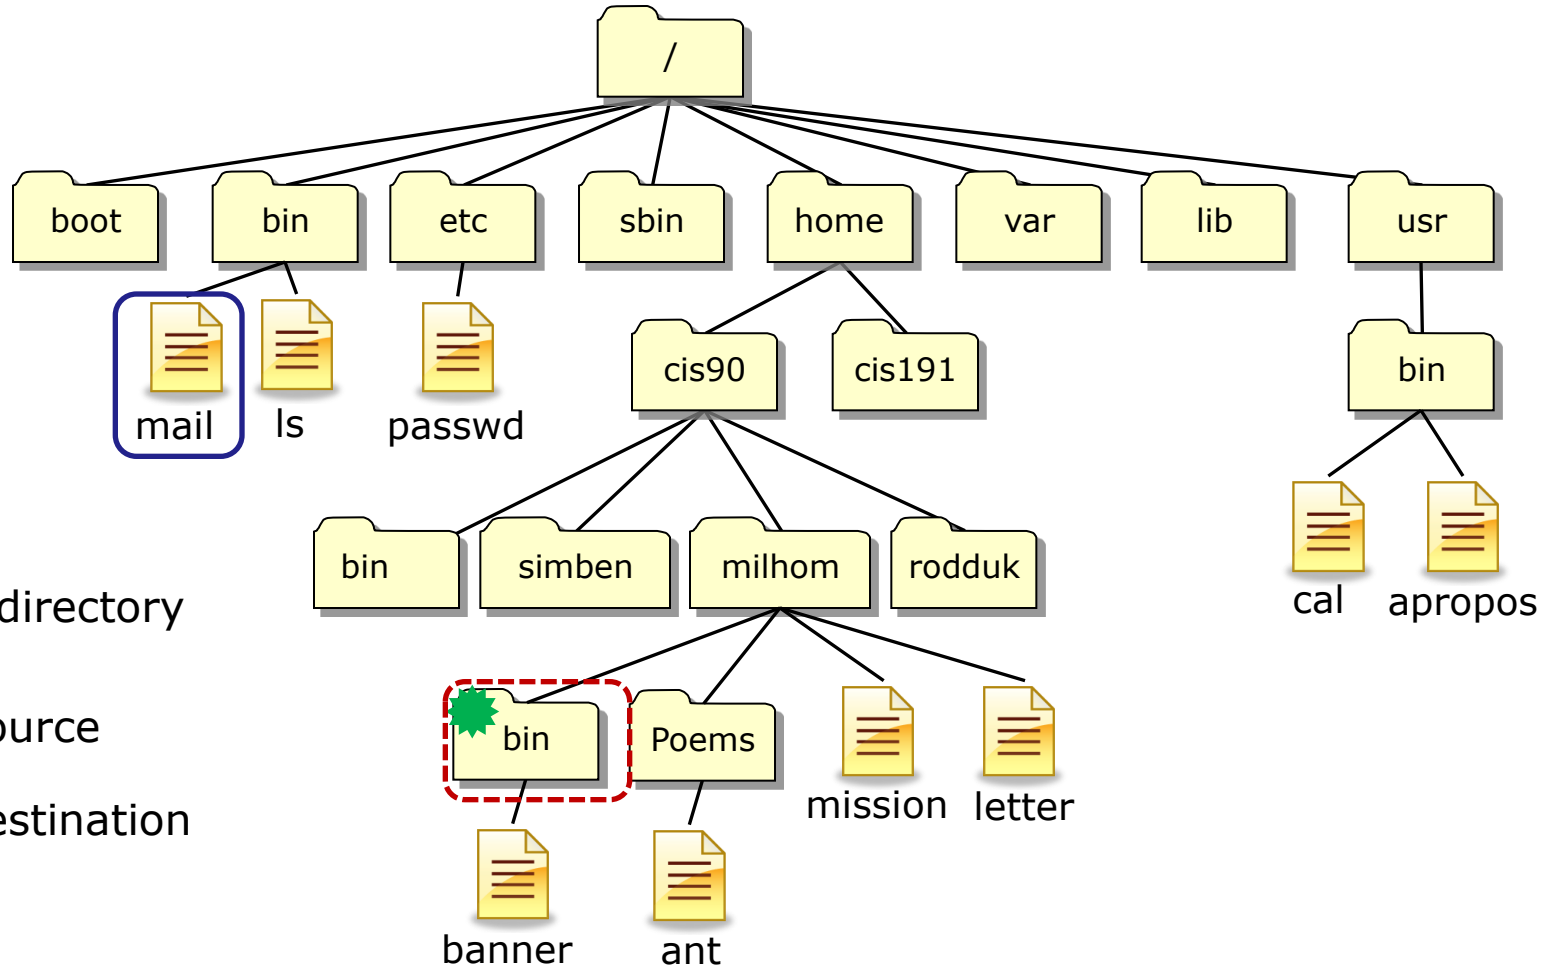 /
boot bin etc sbin home var lib usr
mail ls passwd cis90 cis191 bin
bin simben milhom rodduk cal apropos
directory
ource
bin Poems mission letter
estination
banner ant